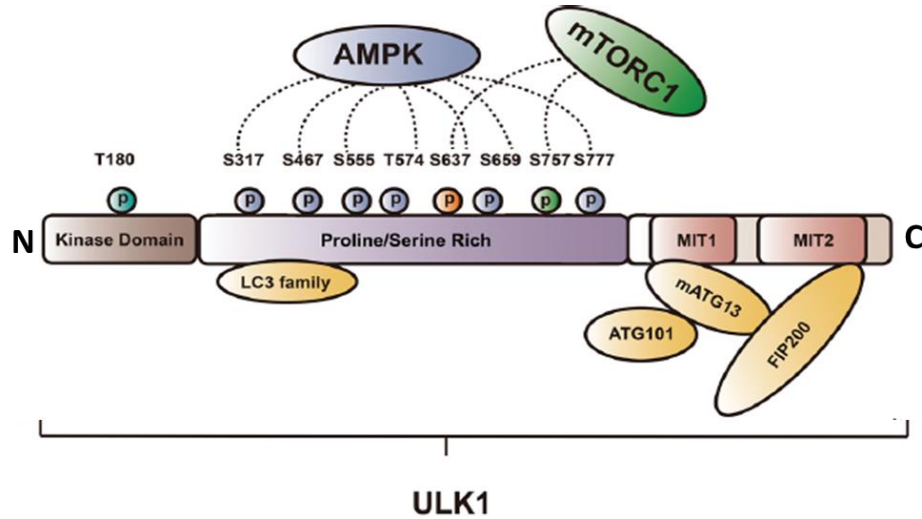 AMPK
mTORC1
T180 S317 S467 S555 T574 S637 S659 S757 S777
p p p p p p p p p
N Kinase Domain Proline/Serine Rich MIT1 MIT2 C
LC3 family
mATG13
ATG101
FIP200
ULK1